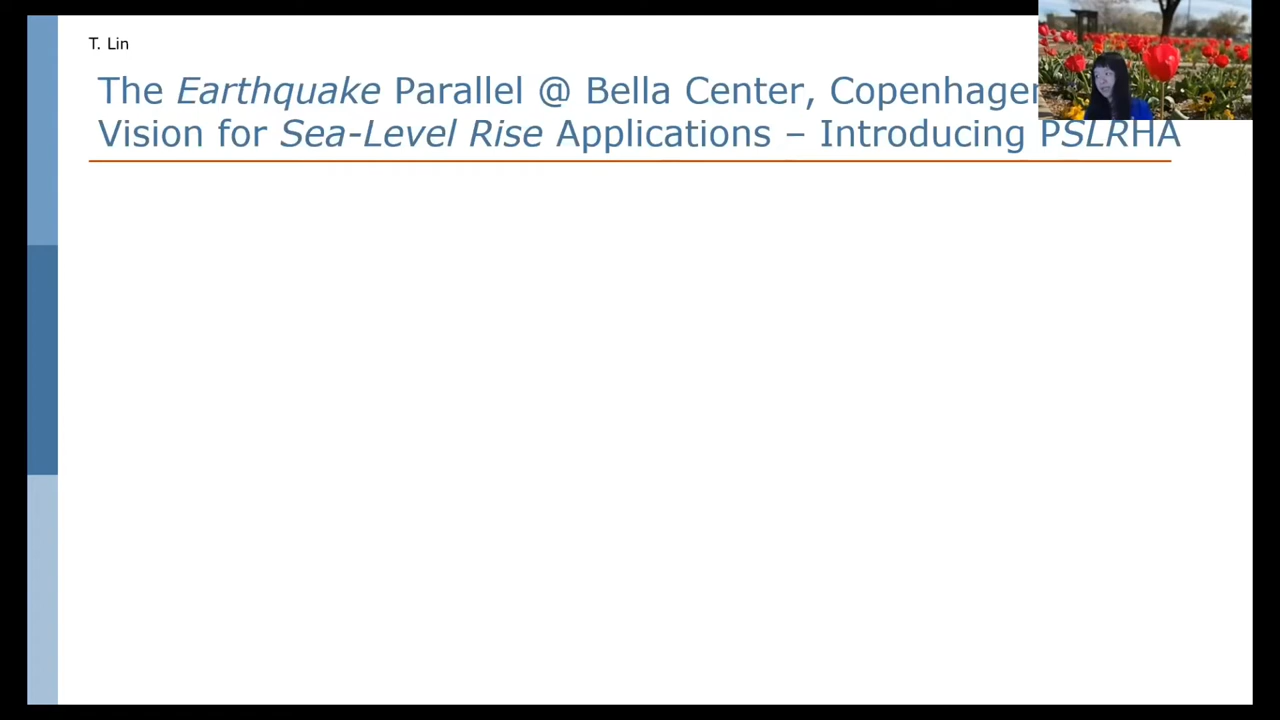 T. Lin
The Earthquake Parallel @ Bella Center, Copenhagen
Vision for Sea-Level Rise Applications – Introducing PSLRHA